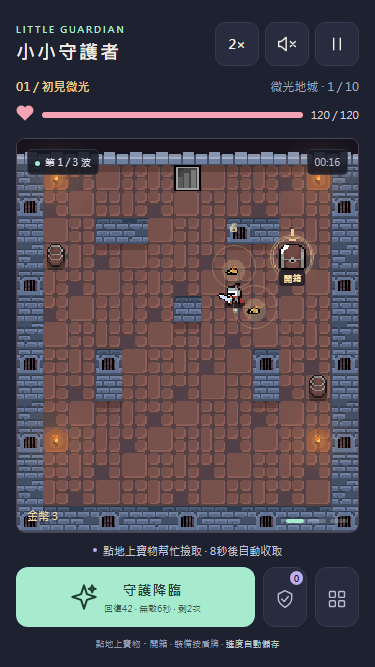 LITTLE GUARDIAN
小小守護者
2×
01 / 初見微光
微光地城 · 1 / 10
120 / 120
第 1 / 3 波
00:16
開箱
金幣 3
點地上寶物幫忙撿取 · 8秒後自動收取
守護降臨
回復42 · 無敵6秒 · 剩2次
0
點地上寶物 · 開箱 · 裝備按盾牌 · 進度自動儲存